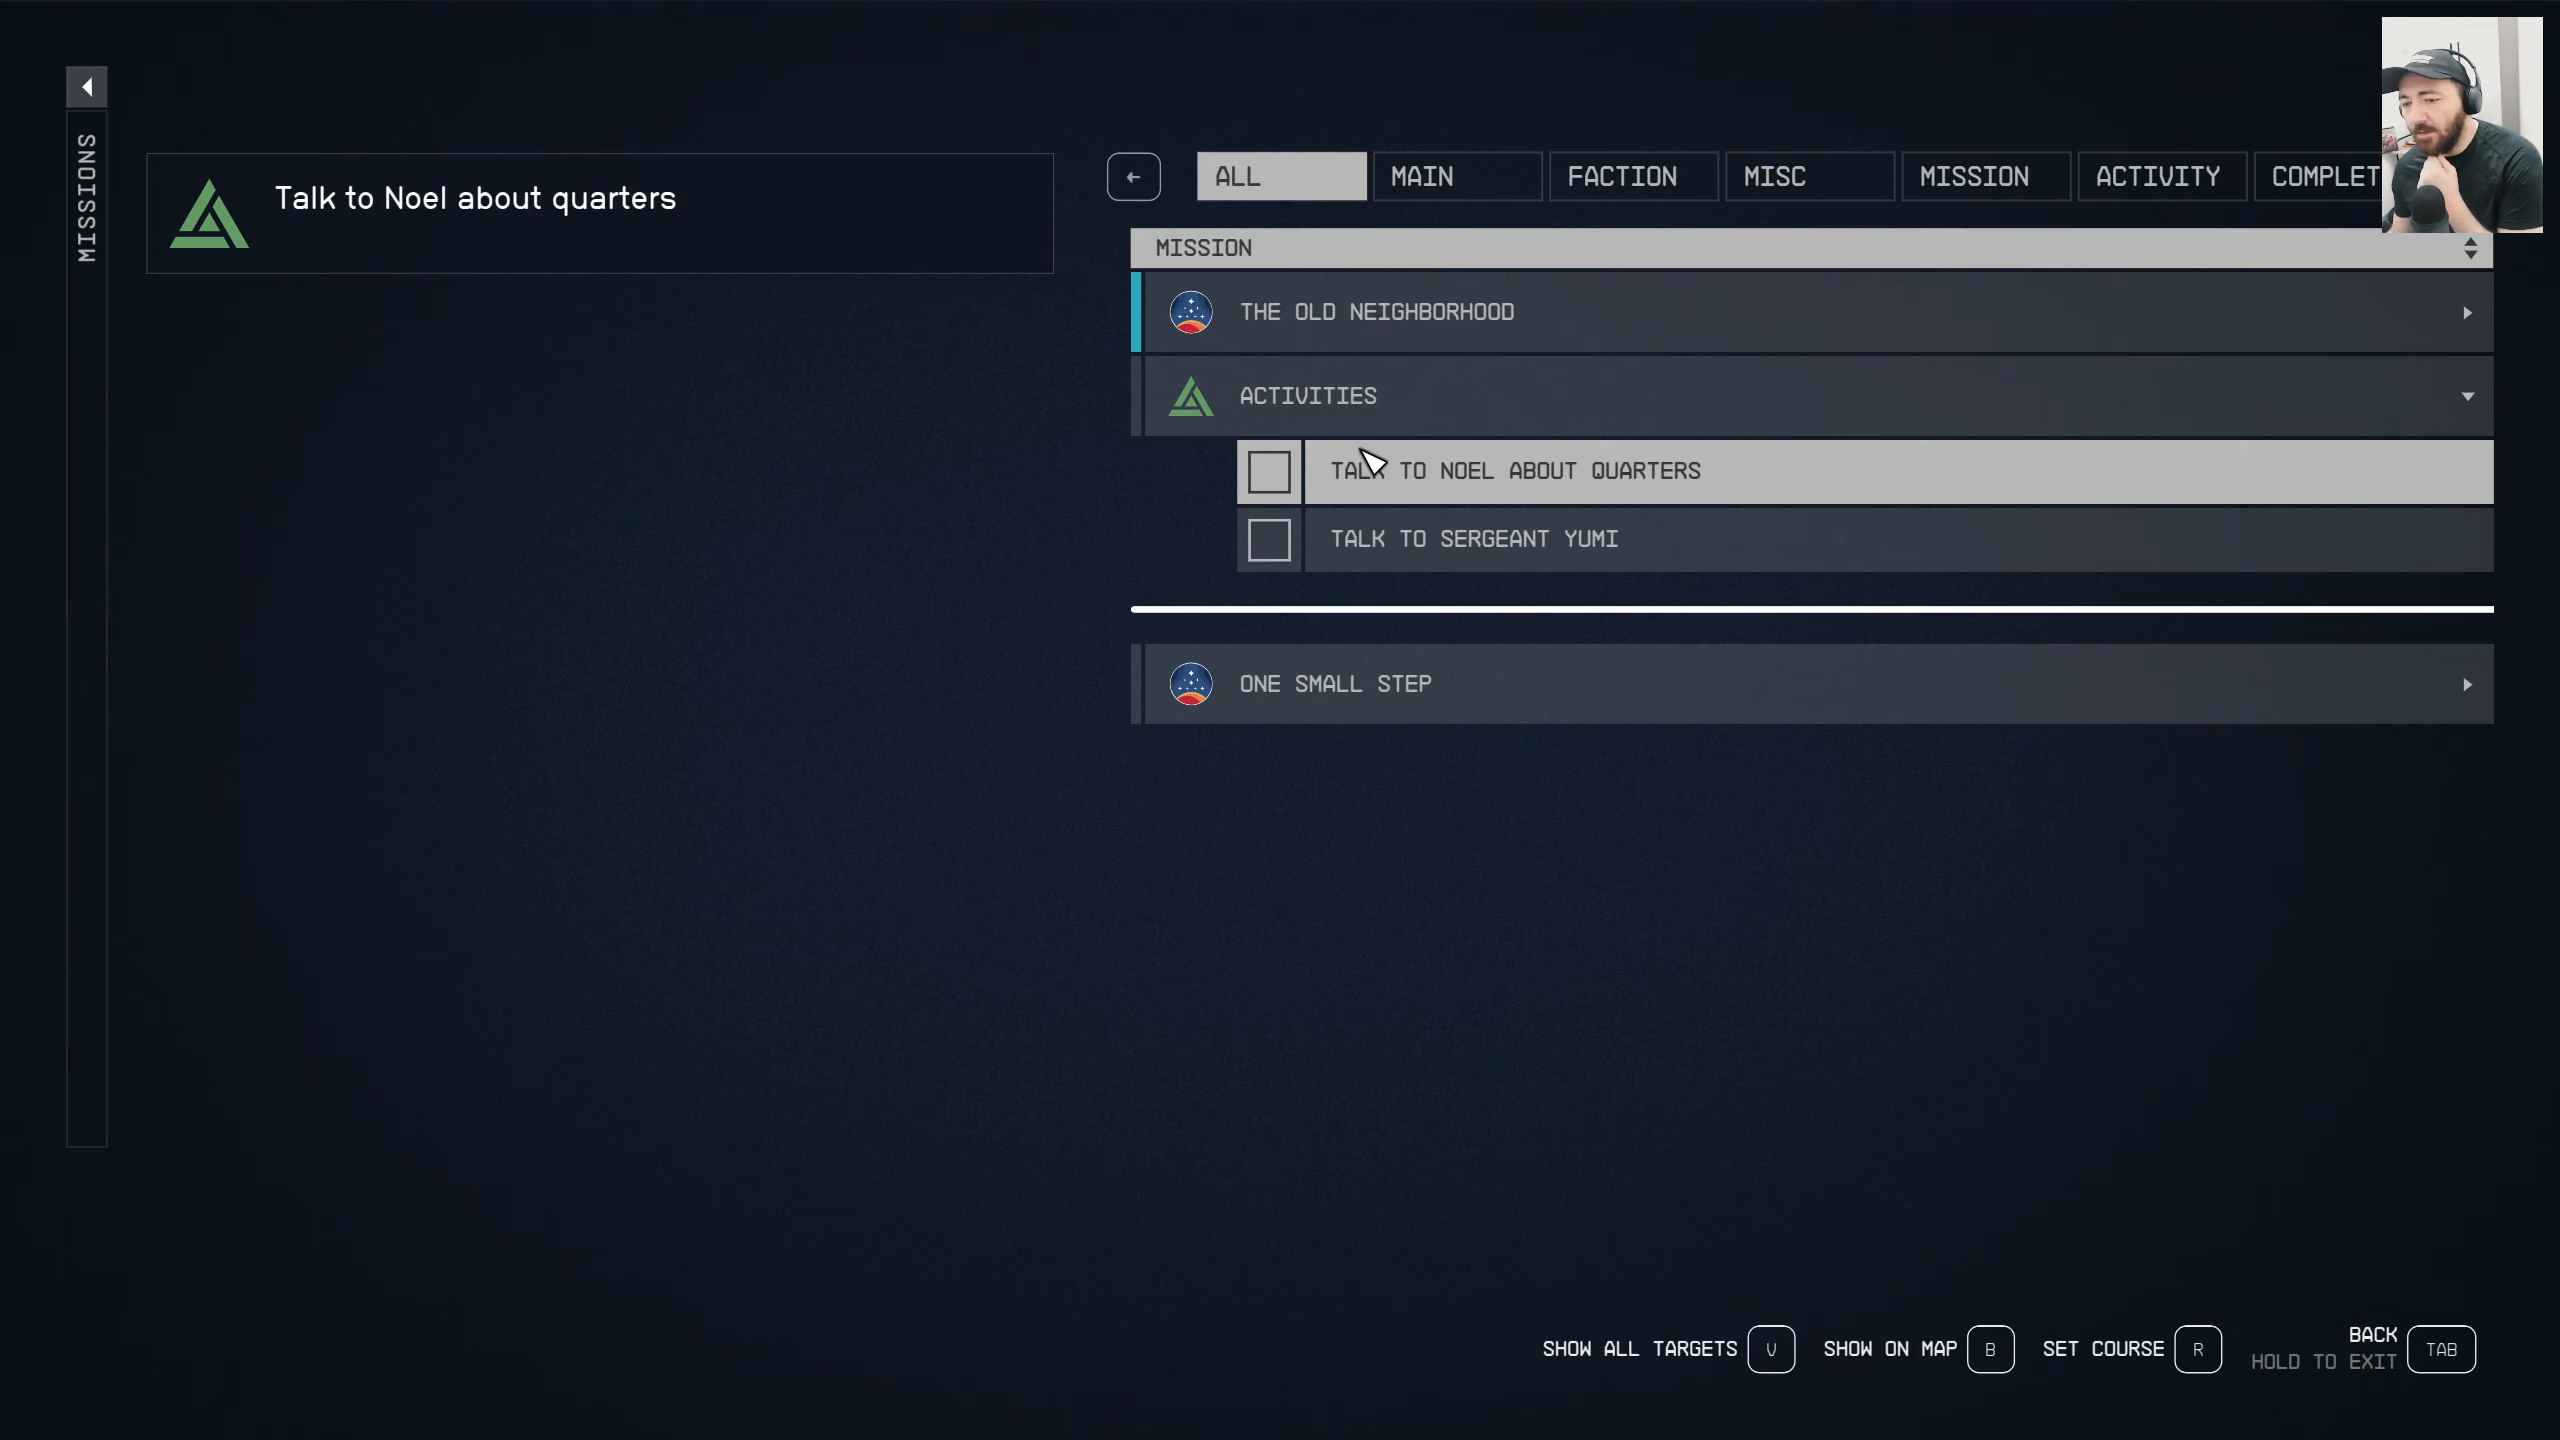 MISSIONS
Talk to Noel about quarters
ALL
MAIN
FACTION
MISC
MISSION
ACTIVITY
COMPLET
MISSION
THE OLD NEIGHBORHOOD
ACTIVITIES
TALK TO NOEL ABOUT QUARTERS
TALK TO SERGEANT YUMI
ONE SMALL STEP
SHOW ALL TARGETS V
SHOW ON MAP B
SET COURSE R
BACK
HOLD TO EXIT
TAB